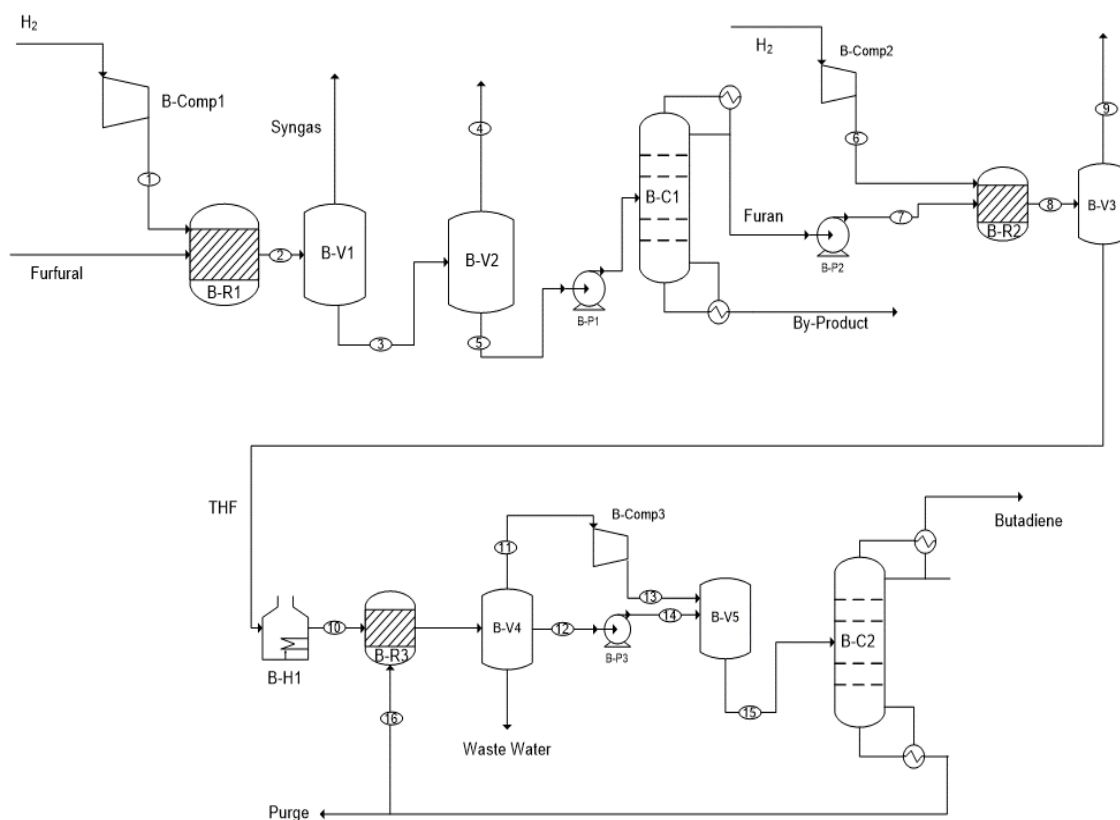 H₂
B-Comp1
1
Furfural
B-R1
2
Syngas
B-V1
3
4
B-V2
5
B-P1
B-C1
Furan
By-Product
H₂
B-Comp2
6
7
B-P2
B-R2
8
9
B-V3
THF
B-H1
10
B-R3
16
11
B-Comp3
B-V4
12
13
14
B-P3
B-V5
15
B-C2
Butadiene
Waste Water
Purge